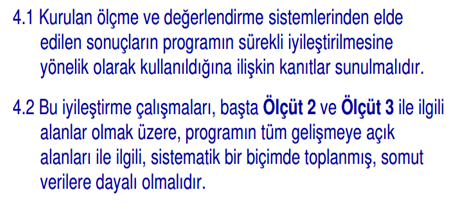 4.1 Kurulan ölçme ve değerlendirme sistemlerinden elde
edilen sonuçların programın sürekli iyileştirilmesine
yönelik olarak kullanıldığına ilişkin kanıtlar sunulmalıdır.
4.2 Bu iyileştirme çalışmaları, başta Ölçüt 2 ve Ölçüt 3 ile ilgili
alanlar olmak üzere, programın tüm gelişmeye açık
alanları ile ilgili, sistematik bir biçimde toplanmış, somut
verilere dayalı olmalıdır.